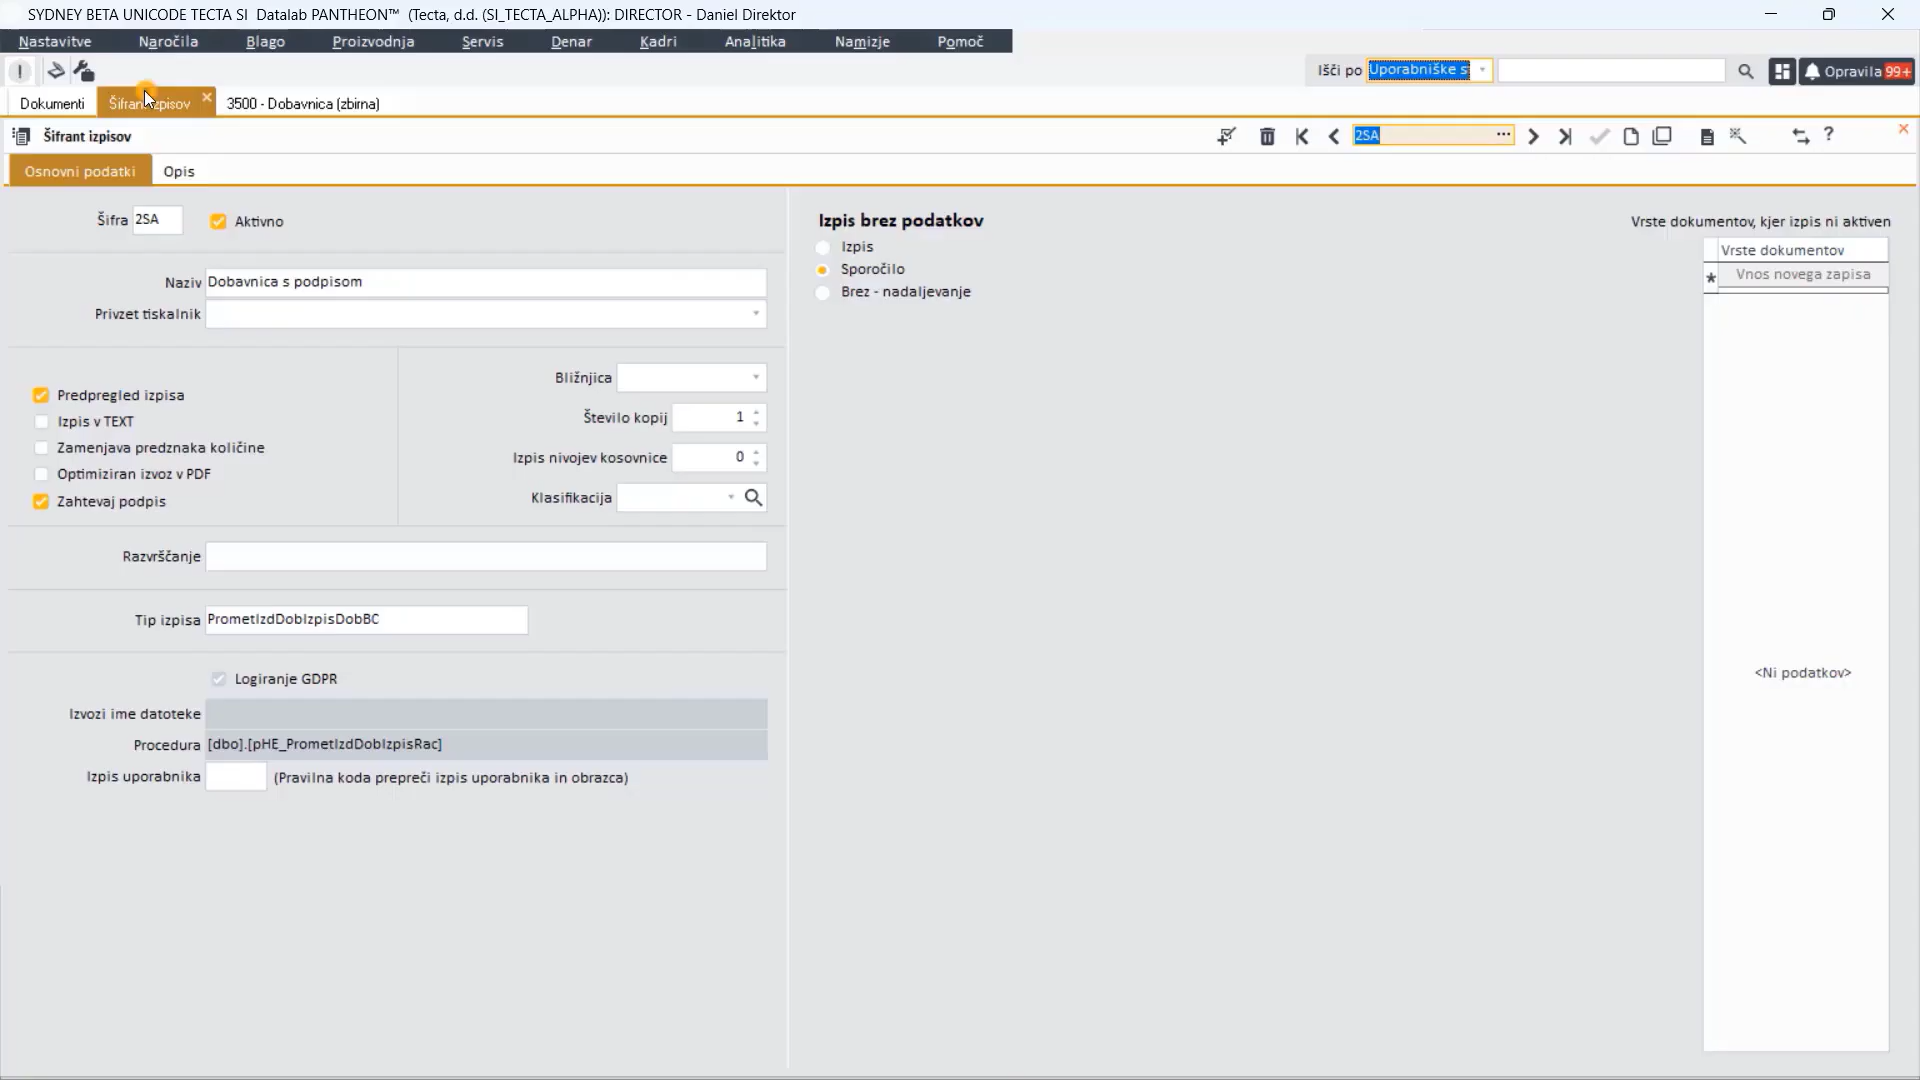 SYDNEY BETA UNICODE TECTA SI Datalab PANTHEON™ (Tecta, d.d. (SI_TECTA_ALPHA)): DIRECTOR - Daniel Direktor
Nastavitve Naročila Blago Proizvodnja Servis Denar Kadri Analitika Namizje Pomoč
Išči po Uporabniške s Opravila 99+
Dokumenti Šifrant izpisov 3500 - Dobavnica (zbirna)
Šifrant izpisov 2SA ... ?
Osnovni podatki Opis
Šifra 2SA Aktivno
Naziv Dobavnica s podpisom
Privzet tiskalnik
Predpregled izpisa
Izpis v TEXT
Zamenjava predznaka količine
Optimiziran izvoz v PDF
Zahtevaj podpis
Bližnjica
Število kopij 1
Izpis nivojev kosovnice 0
Klasifikacija
Razvrščanje
Tip izpisa PrometIzdDobIzpisDobBC
Logiranje GDPR
Izvozi ime datoteke
Procedura [dbo].[pHE_PrometIzdDobIzpisRac]
Izpis uporabnika (Pravilna koda prepreči izpis uporabnika in obrazca)
Izpis brez podatkov
Izpis
Sporočilo
Brez - nadaljevanje
Vrste dokumentov, kjer izpis ni aktiven
Vrste dokumentov
* Vnos novega zapisa
<Ni podatkov>